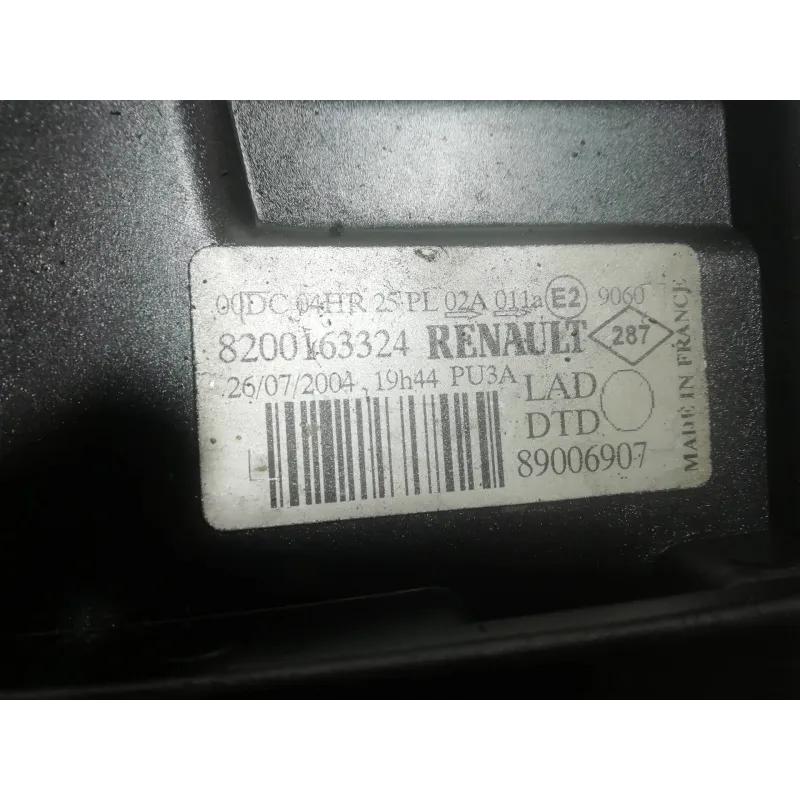 00DC 04HR 25 PL 02A 011a E2 9060
8200163324 RENAULT 287
26/07/2004, 19h44 PU3A LAD
DTD
L 89006907
MADE IN FRANCE